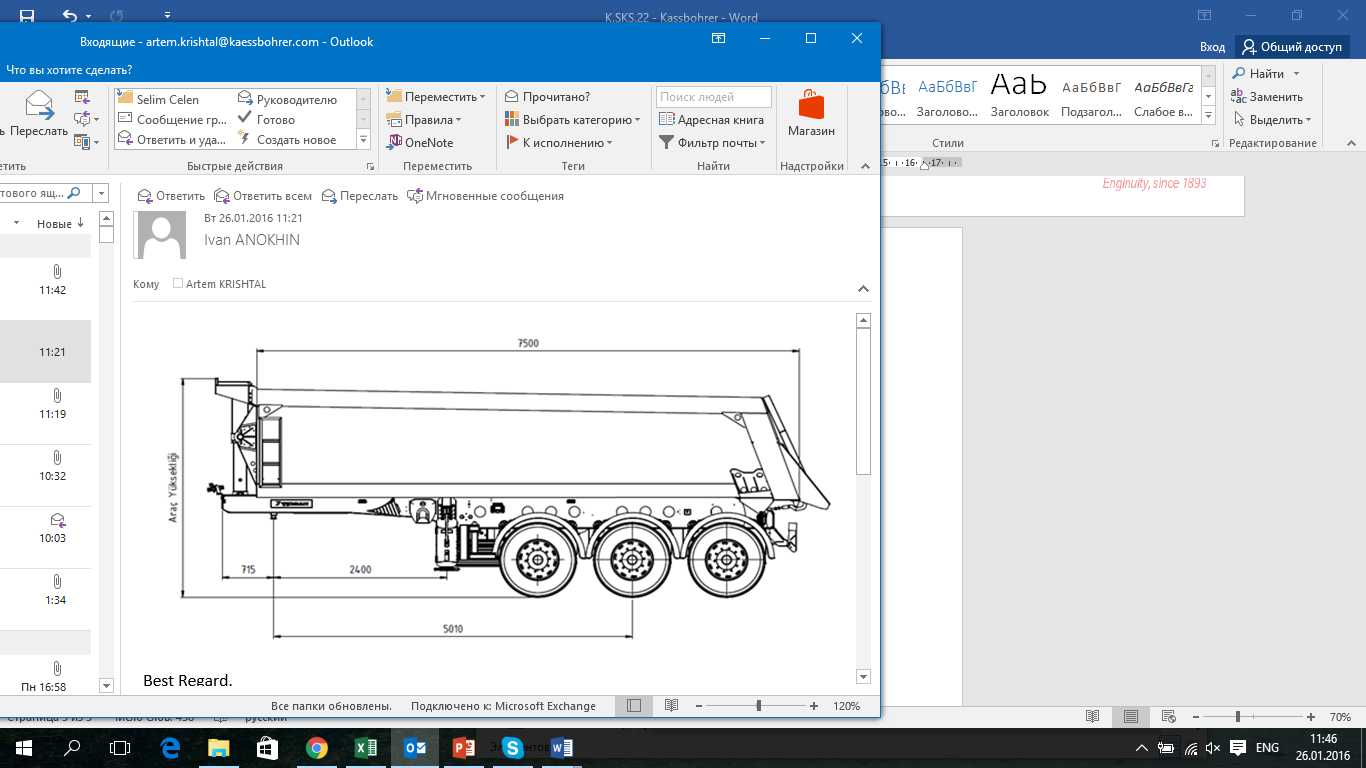 K.SKS.22 - Kassbohrer - Word
Входящие - artem.krishtal@kaessbohrer.com - Outlook
Вход
Общий доступ
Что вы хотите сделать?
Переслать
Selim Celen
Сообщение гр...
Ответить и уда...
Руководителю
Готово
Создать новое
Быстрые действия
Переместить
Правила
OneNote
Переместить
Прочитано?
Выбрать категорию
К исполнению
Теги
Поиск людей
Адресная книга
Фильтр почты
Найти
Магазин
Надстройки
АаБбВвГ
Заголово...
АаБ
Заголовок
АаБбВвГ
Подзагол...
АаБбВвГг
Слабое в...
Стили
Найти
Заменить
Выделить
Редактирование
16
17
Enginuity, since 1893
тового ящ...
Новые
11:42
11:21
11:19
10:32
10:03
1:34
Пн 16:58
Ответить
Ответить всем
Переслать
Мгновенные сообщения
Вт 26.01.2016 11:21
Ivan ANOKHIN
Кому
Artem KRISHTAL
7500
Araç Yüksekliği
715
2400
5010
Best Regard.
Все папки обновлены.
Подключено к: Microsoft Exchange
120%
русский
70%
ENG
11:46
26.01.2016